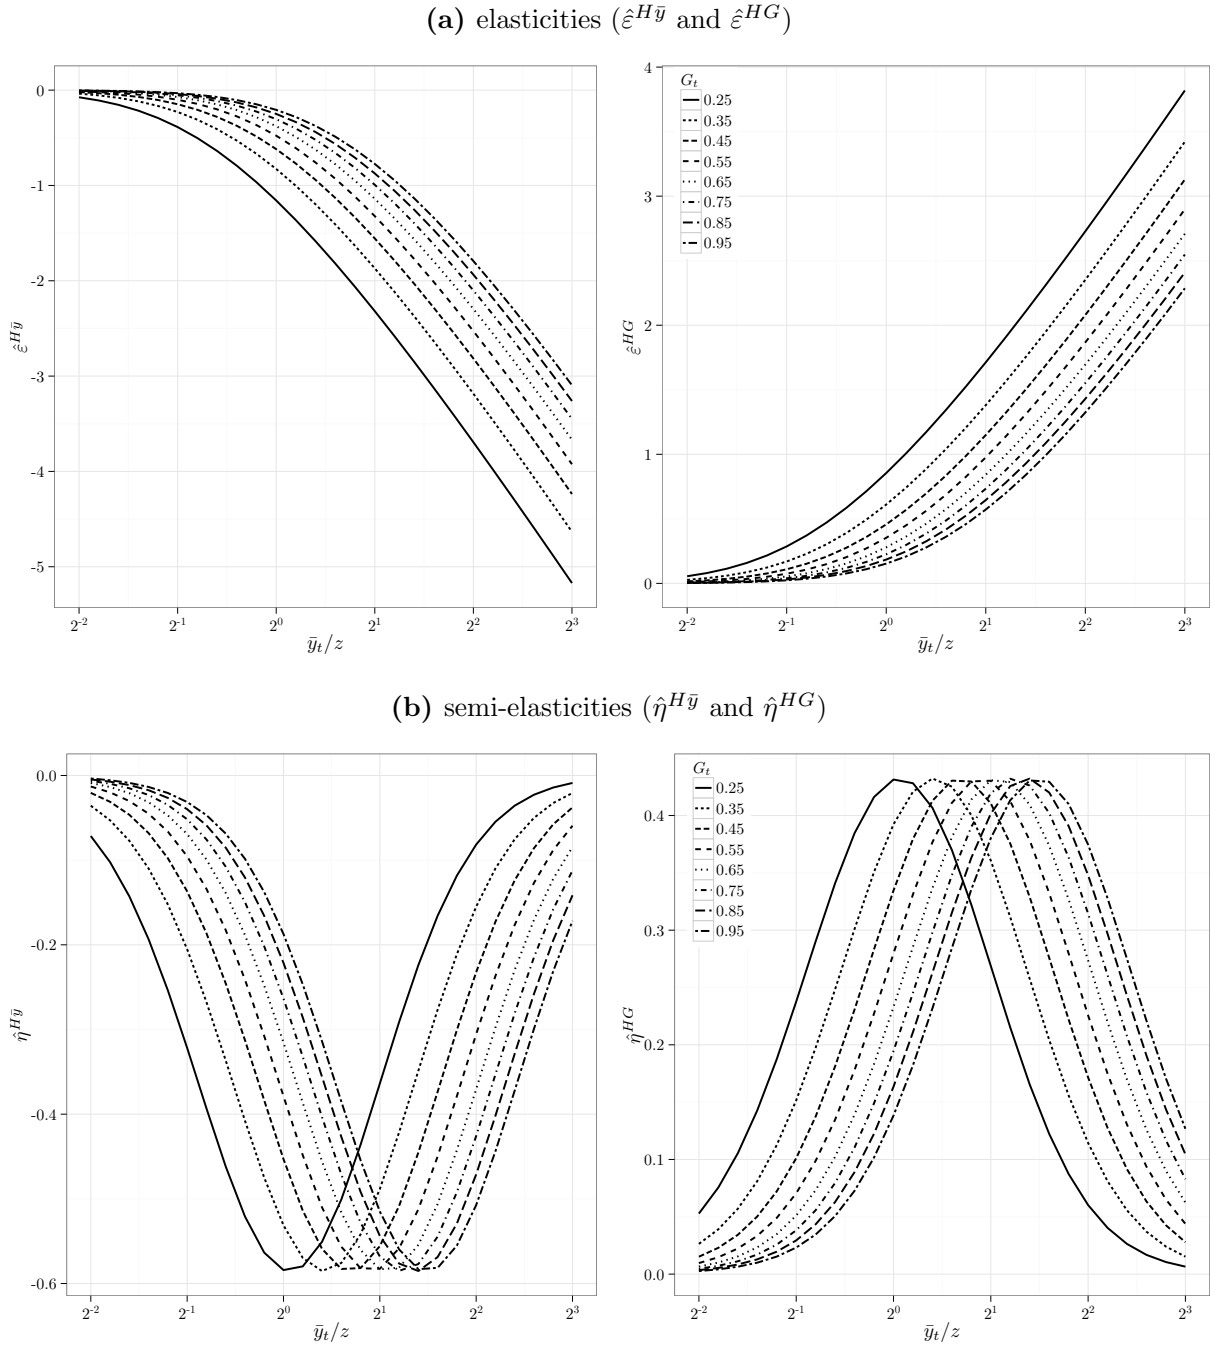 (a) elasticities (ε̂^{Hȳ} and ε̂^{HG})
0
-1
-2
-3
-4
-5
ε̂^{Hȳ}
2^{-2} 2^{-1} 2^{0} 2^{1} 2^{2} 2^{3}
ȳ_t/z
4
3
2
1
0
ε̂^{HG}
G_t
0.25
0.35
0.45
0.55
0.65
0.75
0.85
0.95
2^{-2} 2^{-1} 2^{0} 2^{1} 2^{2} 2^{3}
ȳ_t/z
(b) semi-elasticities (η̂^{Hȳ} and η̂^{HG})
0.0
-0.2
-0.4
-0.6
η̂^{Hȳ}
2^{-2} 2^{-1} 2^{0} 2^{1} 2^{2} 2^{3}
ȳ_t/z
0.4
0.3
0.2
0.1
0.0
η̂^{HG}
G_t
0.25
0.35
0.45
0.55
0.65
0.75
0.85
0.95
2^{-2} 2^{-1} 2^{0} 2^{1} 2^{2} 2^{3}
ȳ_t/z